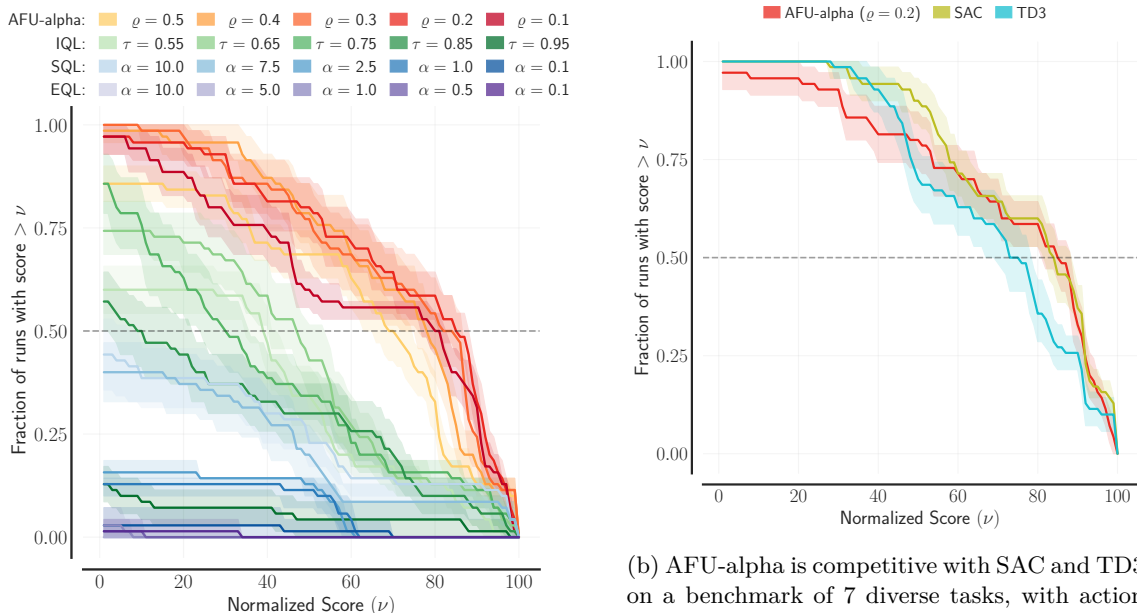 AFU-alpha: ϱ = 0.5 ϱ = 0.4 ϱ = 0.3 ϱ = 0.2 ϱ = 0.1
IQL: τ = 0.55 τ = 0.65 τ = 0.75 τ = 0.85 τ = 0.95
SQL: α = 10.0 α = 7.5 α = 2.5 α = 1.0 α = 0.1
EQL: α = 10.0 α = 5.0 α = 1.0 α = 0.5 α = 0.1
1.00
0.75
0.50
0.25
0.00
Fraction of runs with score > ν
0 20 40 60 80 100
Normalized Score (ν)
AFU-alpha (ϱ = 0.2) SAC TD3
1.00
0.75
0.50
0.25
0.00
Fraction of runs with score > ν
0 20 40 60 80 100
Normalized Score (ν)
(b) AFU-alpha is competitive with SAC and TD3
on a benchmark of 7 diverse tasks, with action